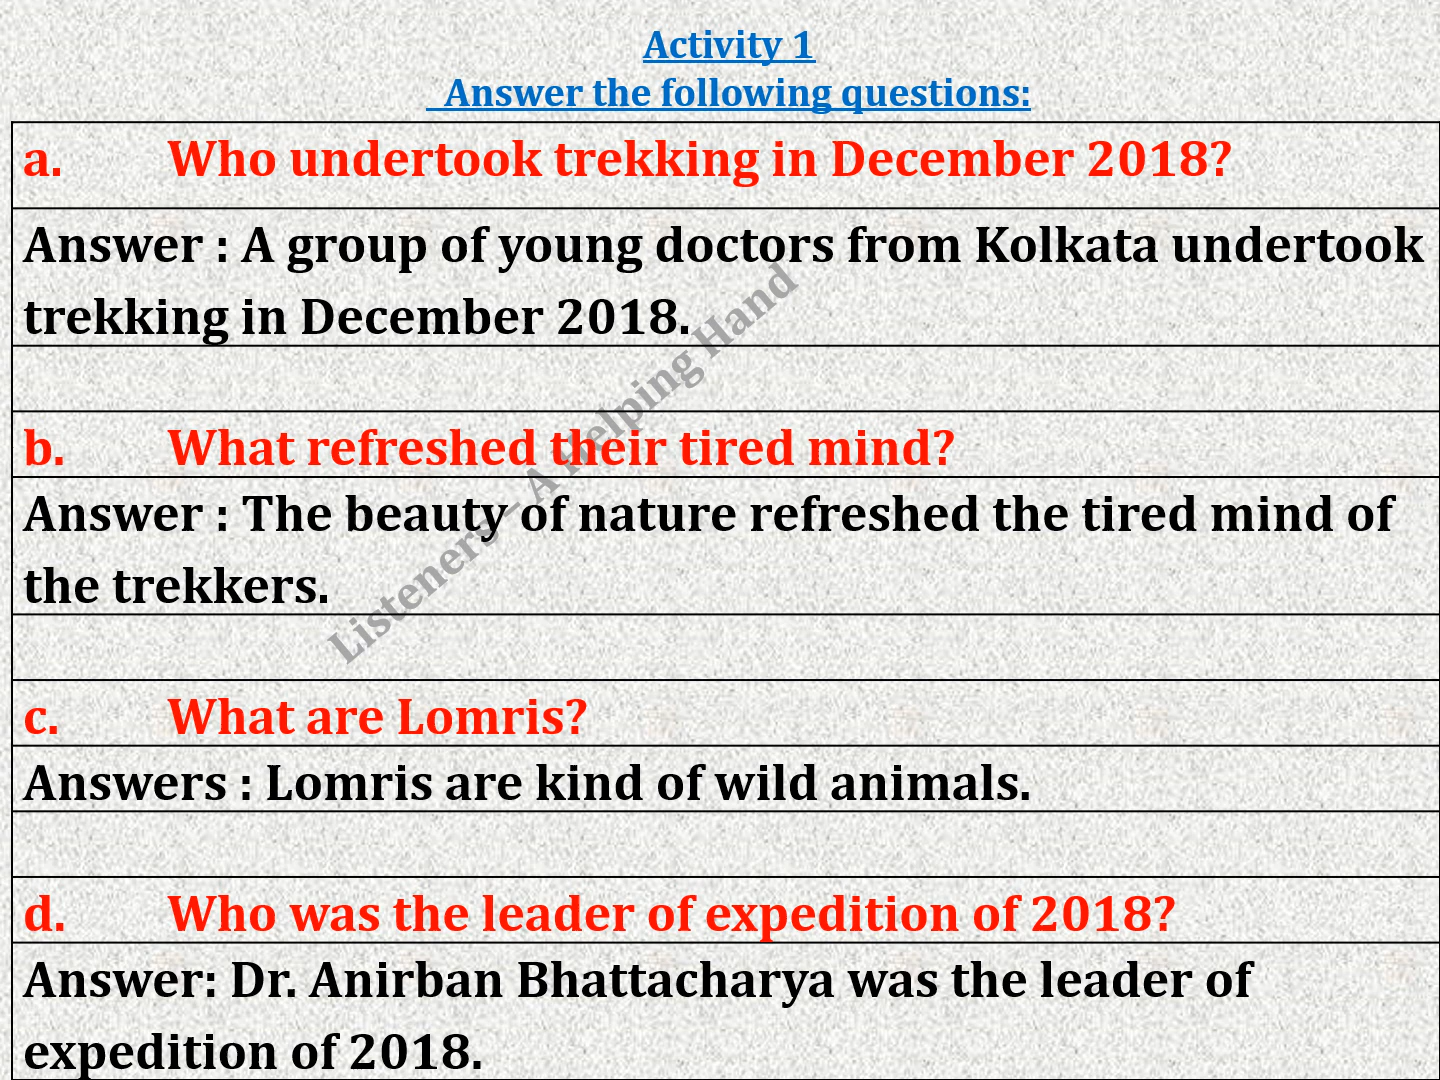 Activity 1
Answer the following questions:
a. Who undertook trekking in December 2018?
Answer : A group of young doctors from Kolkata undertook
trekking in December 2018.
b. What refreshed their tired mind?
Answer : The beauty of nature refreshed the tired mind of
the trekkers.
c. What are Lomris?
Answers : Lomris are kind of wild animals.
d. Who was the leader of expedition of 2018?
Answer: Dr. Anirban Bhattacharya was the leader of
expedition of 2018.
Listeners – A Helping Hand